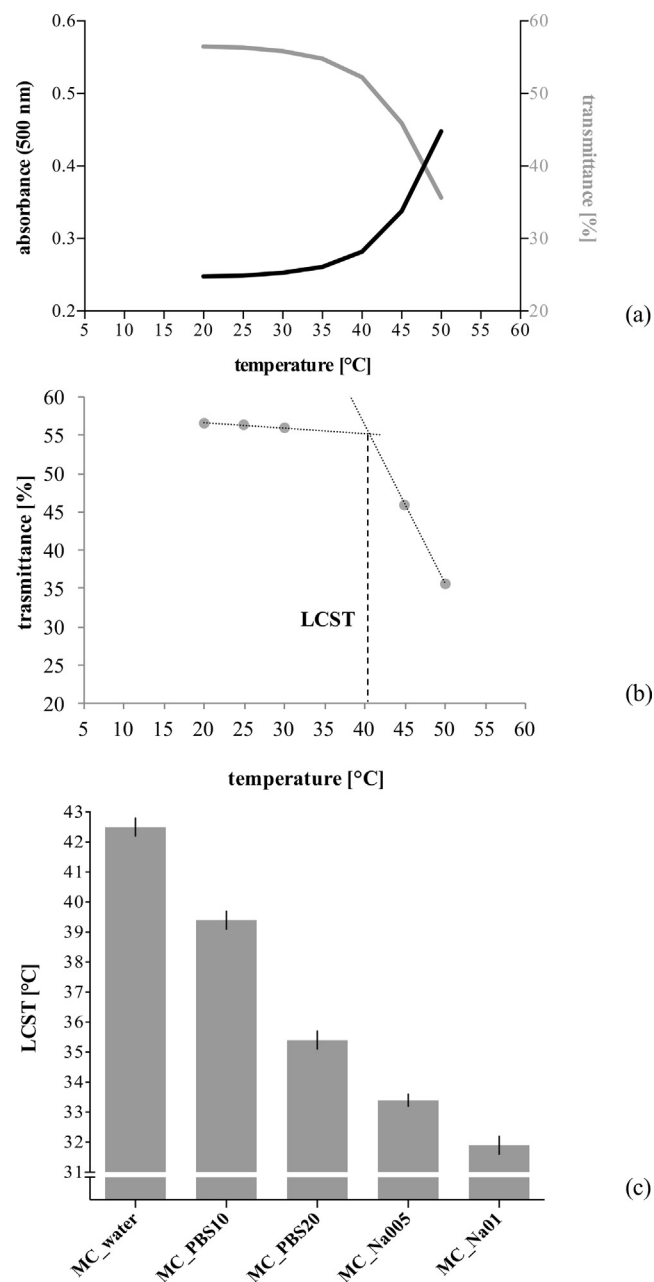 0.6
0.5
0.4
0.3
0.2
absorbance (500 nm)
60
50
40
30
20
transmittance [%]
5 10 15 20 25 30 35 40 45 50 55 60
temperature [°C]
(a)
60
55
50
45
40
35
30
25
20
trasmittance [%]
LCST
5 10 15 20 25 30 35 40 45 50 55 60
temperature [°C]
(b)
43
42
41
40
39
38
37
36
35
34
33
32
31
LCST [°C]
MC_water
MC_PBS10
MC_PBS20
MC_Na005
MC_Na01
(c)